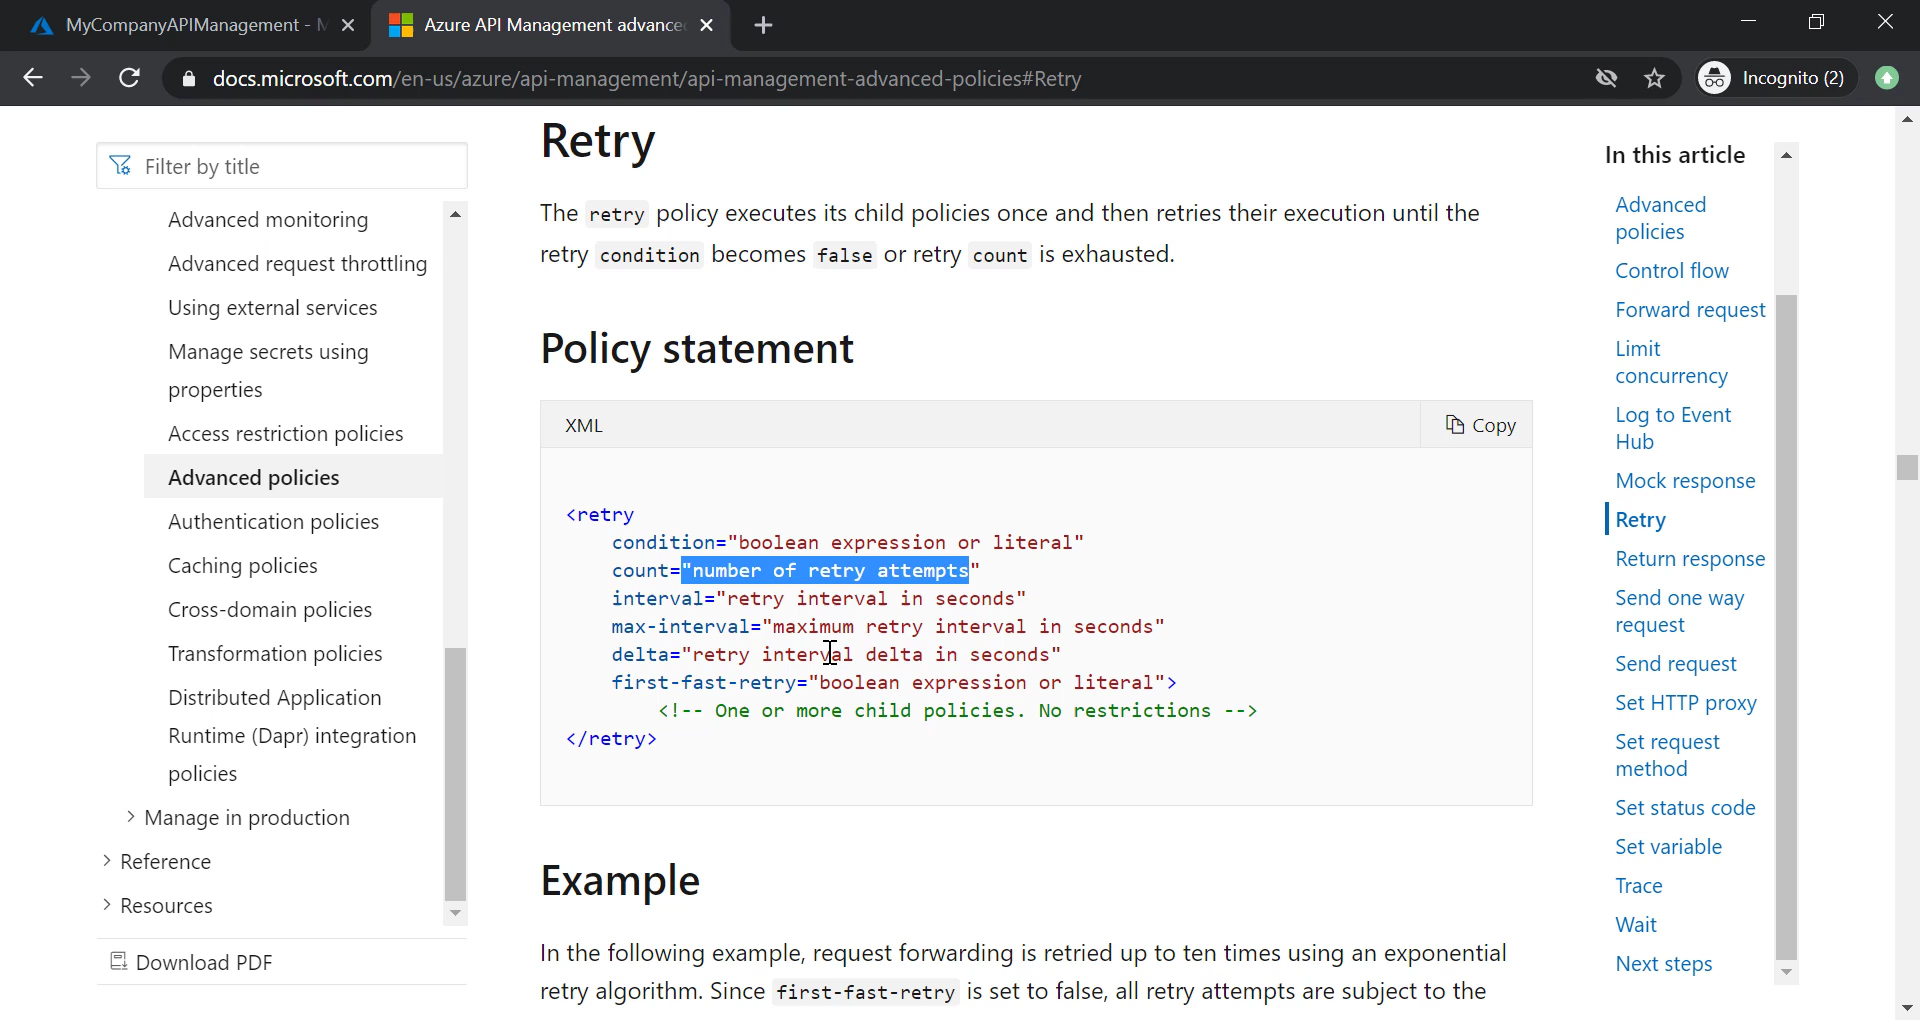 MyCompanyAPIManagement - M
Azure API Management advance
docs.microsoft.com/en-us/azure/api-management/api-management-advanced-policies#Retry
Incognito (2)
Filter by title
Advanced monitoring
Advanced request throttling
Using external services
Manage secrets using
properties
Access restriction policies
Advanced policies
Authentication policies
Caching policies
Cross-domain policies
Transformation policies
Distributed Application
Runtime (Dapr) integration
policies
Manage in production
Reference
Resources
Download PDF
Retry
The retry policy executes its child policies once and then retries their execution until the
retry condition becomes false or retry count is exhausted.
Policy statement
XML
Copy
<retry
condition="boolean expression or literal"
count="number of retry attempts"
interval="retry interval in seconds"
max-interval="maximum retry interval in seconds"
delta="retry interval delta in seconds"
first-fast-retry="boolean expression or literal">
<!-- One or more child policies. No restrictions -->
</retry>
Example
In the following example, request forwarding is retried up to ten times using an exponential
retry algorithm. Since first-fast-retry is set to false, all retry attempts are subject to the
In this article
Advanced
policies
Control flow
Forward request
Limit
concurrency
Log to Event
Hub
Mock response
Retry
Return response
Send one way
request
Send request
Set HTTP proxy
Set request
method
Set status code
Set variable
Trace
Wait
Next steps